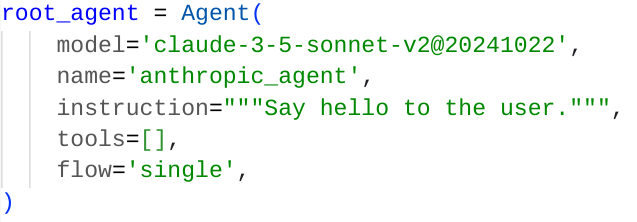 root_agent = Agent(
    model='claude-3-5-sonnet-v2@20241022',
    name='anthropic_agent',
    instruction="""Say hello to the user.""",
    tools=[],
    flow='single',
)